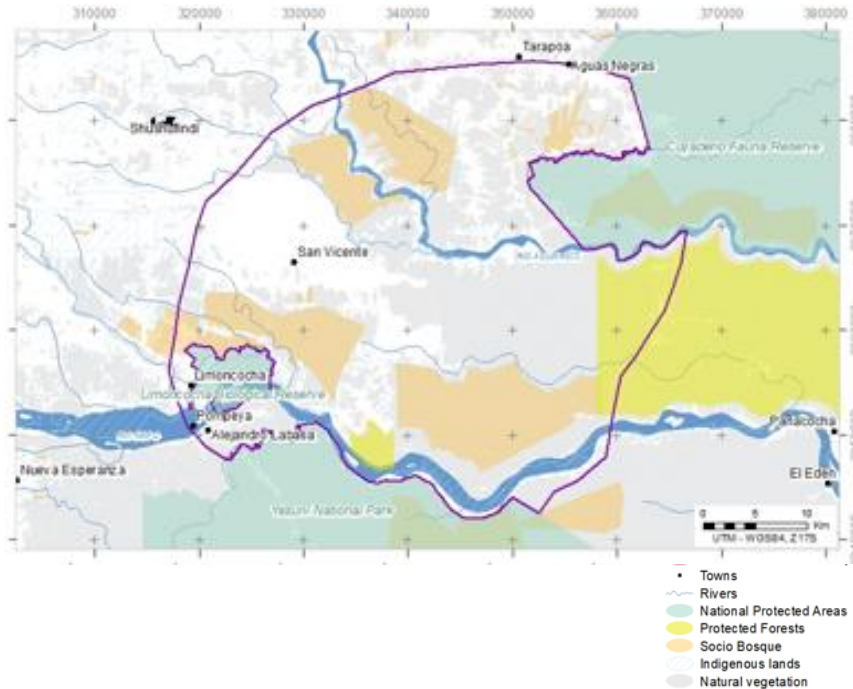 310000 320000 330000 340000 350000 360000 370000 380000
Tarapoa
Aguas Negras
Shushufindi
Cuyabeno Fauna Reserve
San Vicente
Limoncocha
Limoncocha Biological Reserve
Pompeya
Alejandro Labaca
Pañacocha
Nueva Esperanza
El Eden
Yasuni National Park
0 5 10
Km
UTM - WGS84, Z17S
Towns
Rivers
National Protected Areas
Protected Forests
Socio Bosque
Indigenous lands
Natural vegetation